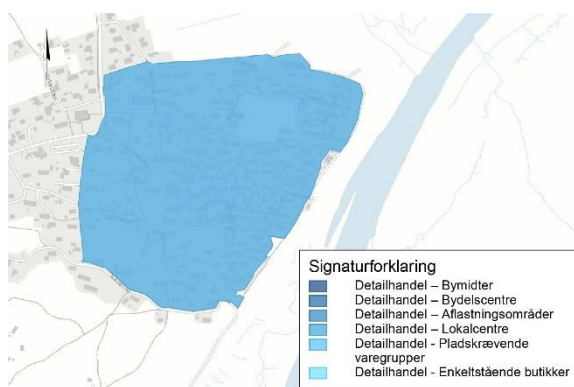 Signaturforklaring
Detailhandel – Bymidter
Detailhandel – Bydelscentre
Detailhandel – Aflastningsområder
Detailhandel – Lokalcentre
Detailhandel - Pladskrævende
varegrupper
Detailhandel - Enkeltstående butikker